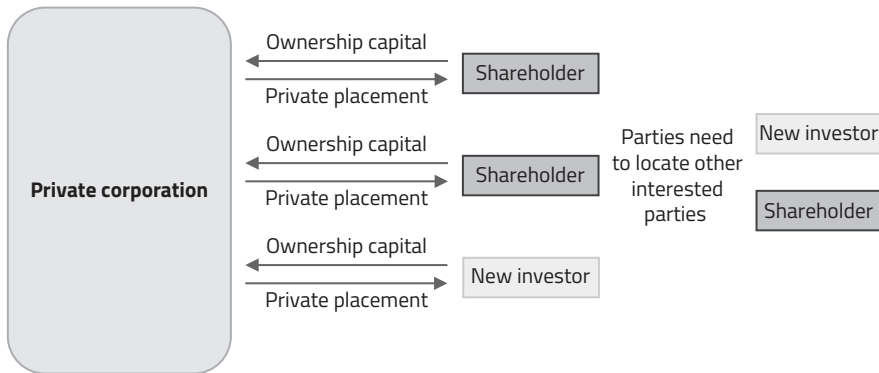 Private corporation
Ownership capital
Private placement
Shareholder
Ownership capital
Private placement
Shareholder
Ownership capital
Private placement
New investor
Parties need
to locate other
interested
parties
New investor
Shareholder